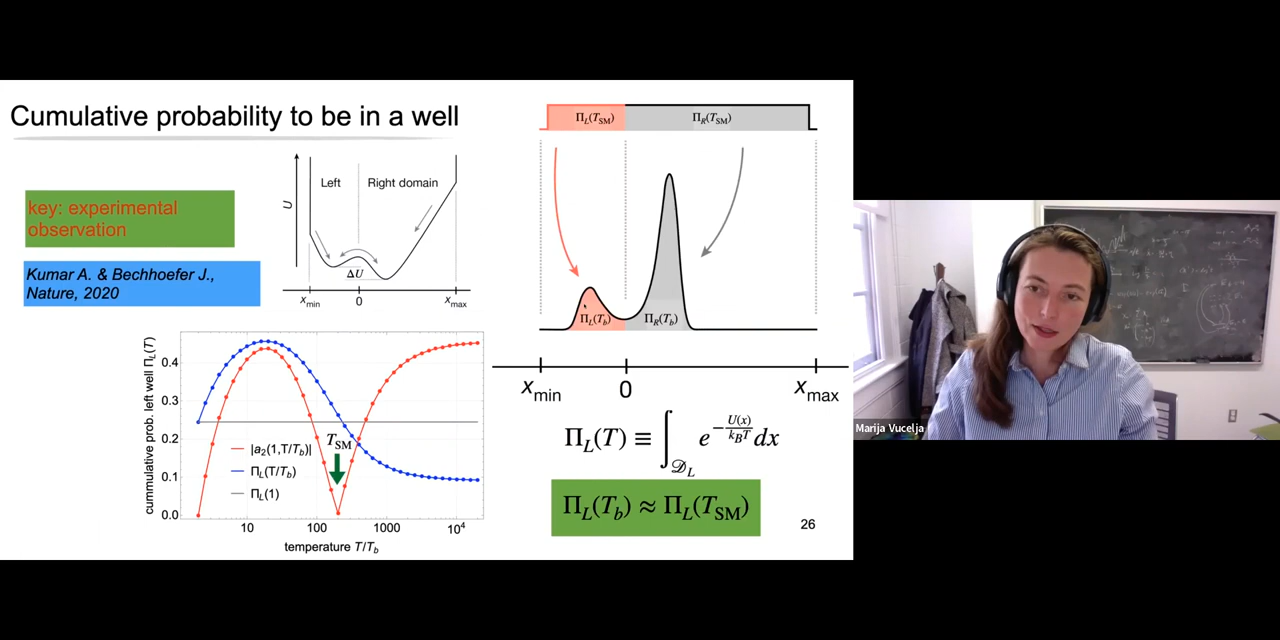 Cumulative probability to be in a well
key: experimental
observation
Kumar A. & Bechhoefer J.,
Nature, 2020
U
Left
Right domain
ΔU
x_min
0
x_max
cummulative prob. left well Π_L(T)
0.4
0.3
0.2
0.1
0.0
T_SM
|a_2(1,T/T_b)|
Π_L(T/T_b)
Π_L(1)
10
100
1000
10^4
temperature T/T_b
Π_L(T_SM)
Π_R(T_SM)
Π_L(T_b)
Π_R(T_b)
x_min
0
x_max
Π_L(T) ≡ ∫_{𝒟_L} e^{-U(x)/k_BT} dx
Π_L(T_b) ≈ Π_L(T_SM)
26
Marija Vucelja